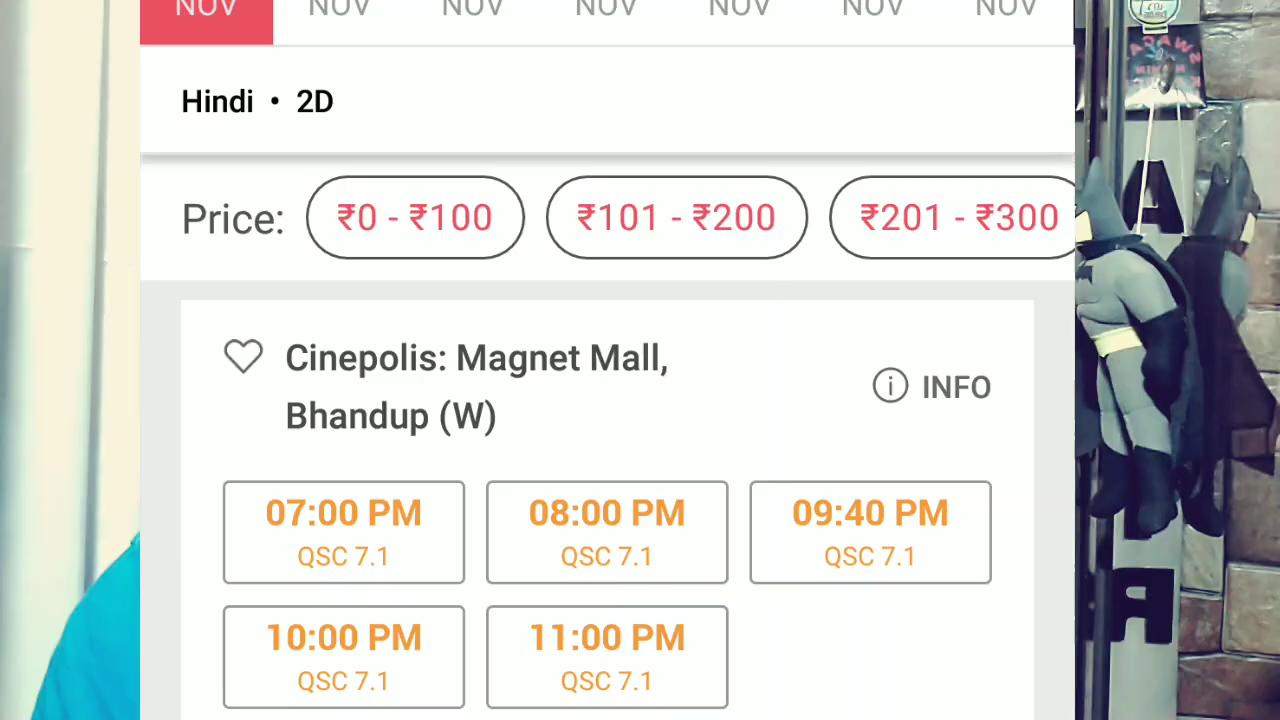 NOV NOV NOV NOV NOV NOV NOV
Hindi • 2D
Price: ₹0 - ₹100 ₹101 - ₹200 ₹201 - ₹300
Cinepolis: Magnet Mall,
Bhandup (W)
INFO
07:00 PM 08:00 PM 09:40 PM
QSC 7.1 QSC 7.1 QSC 7.1
10:00 PM 11:00 PM
QSC 7.1 QSC 7.1